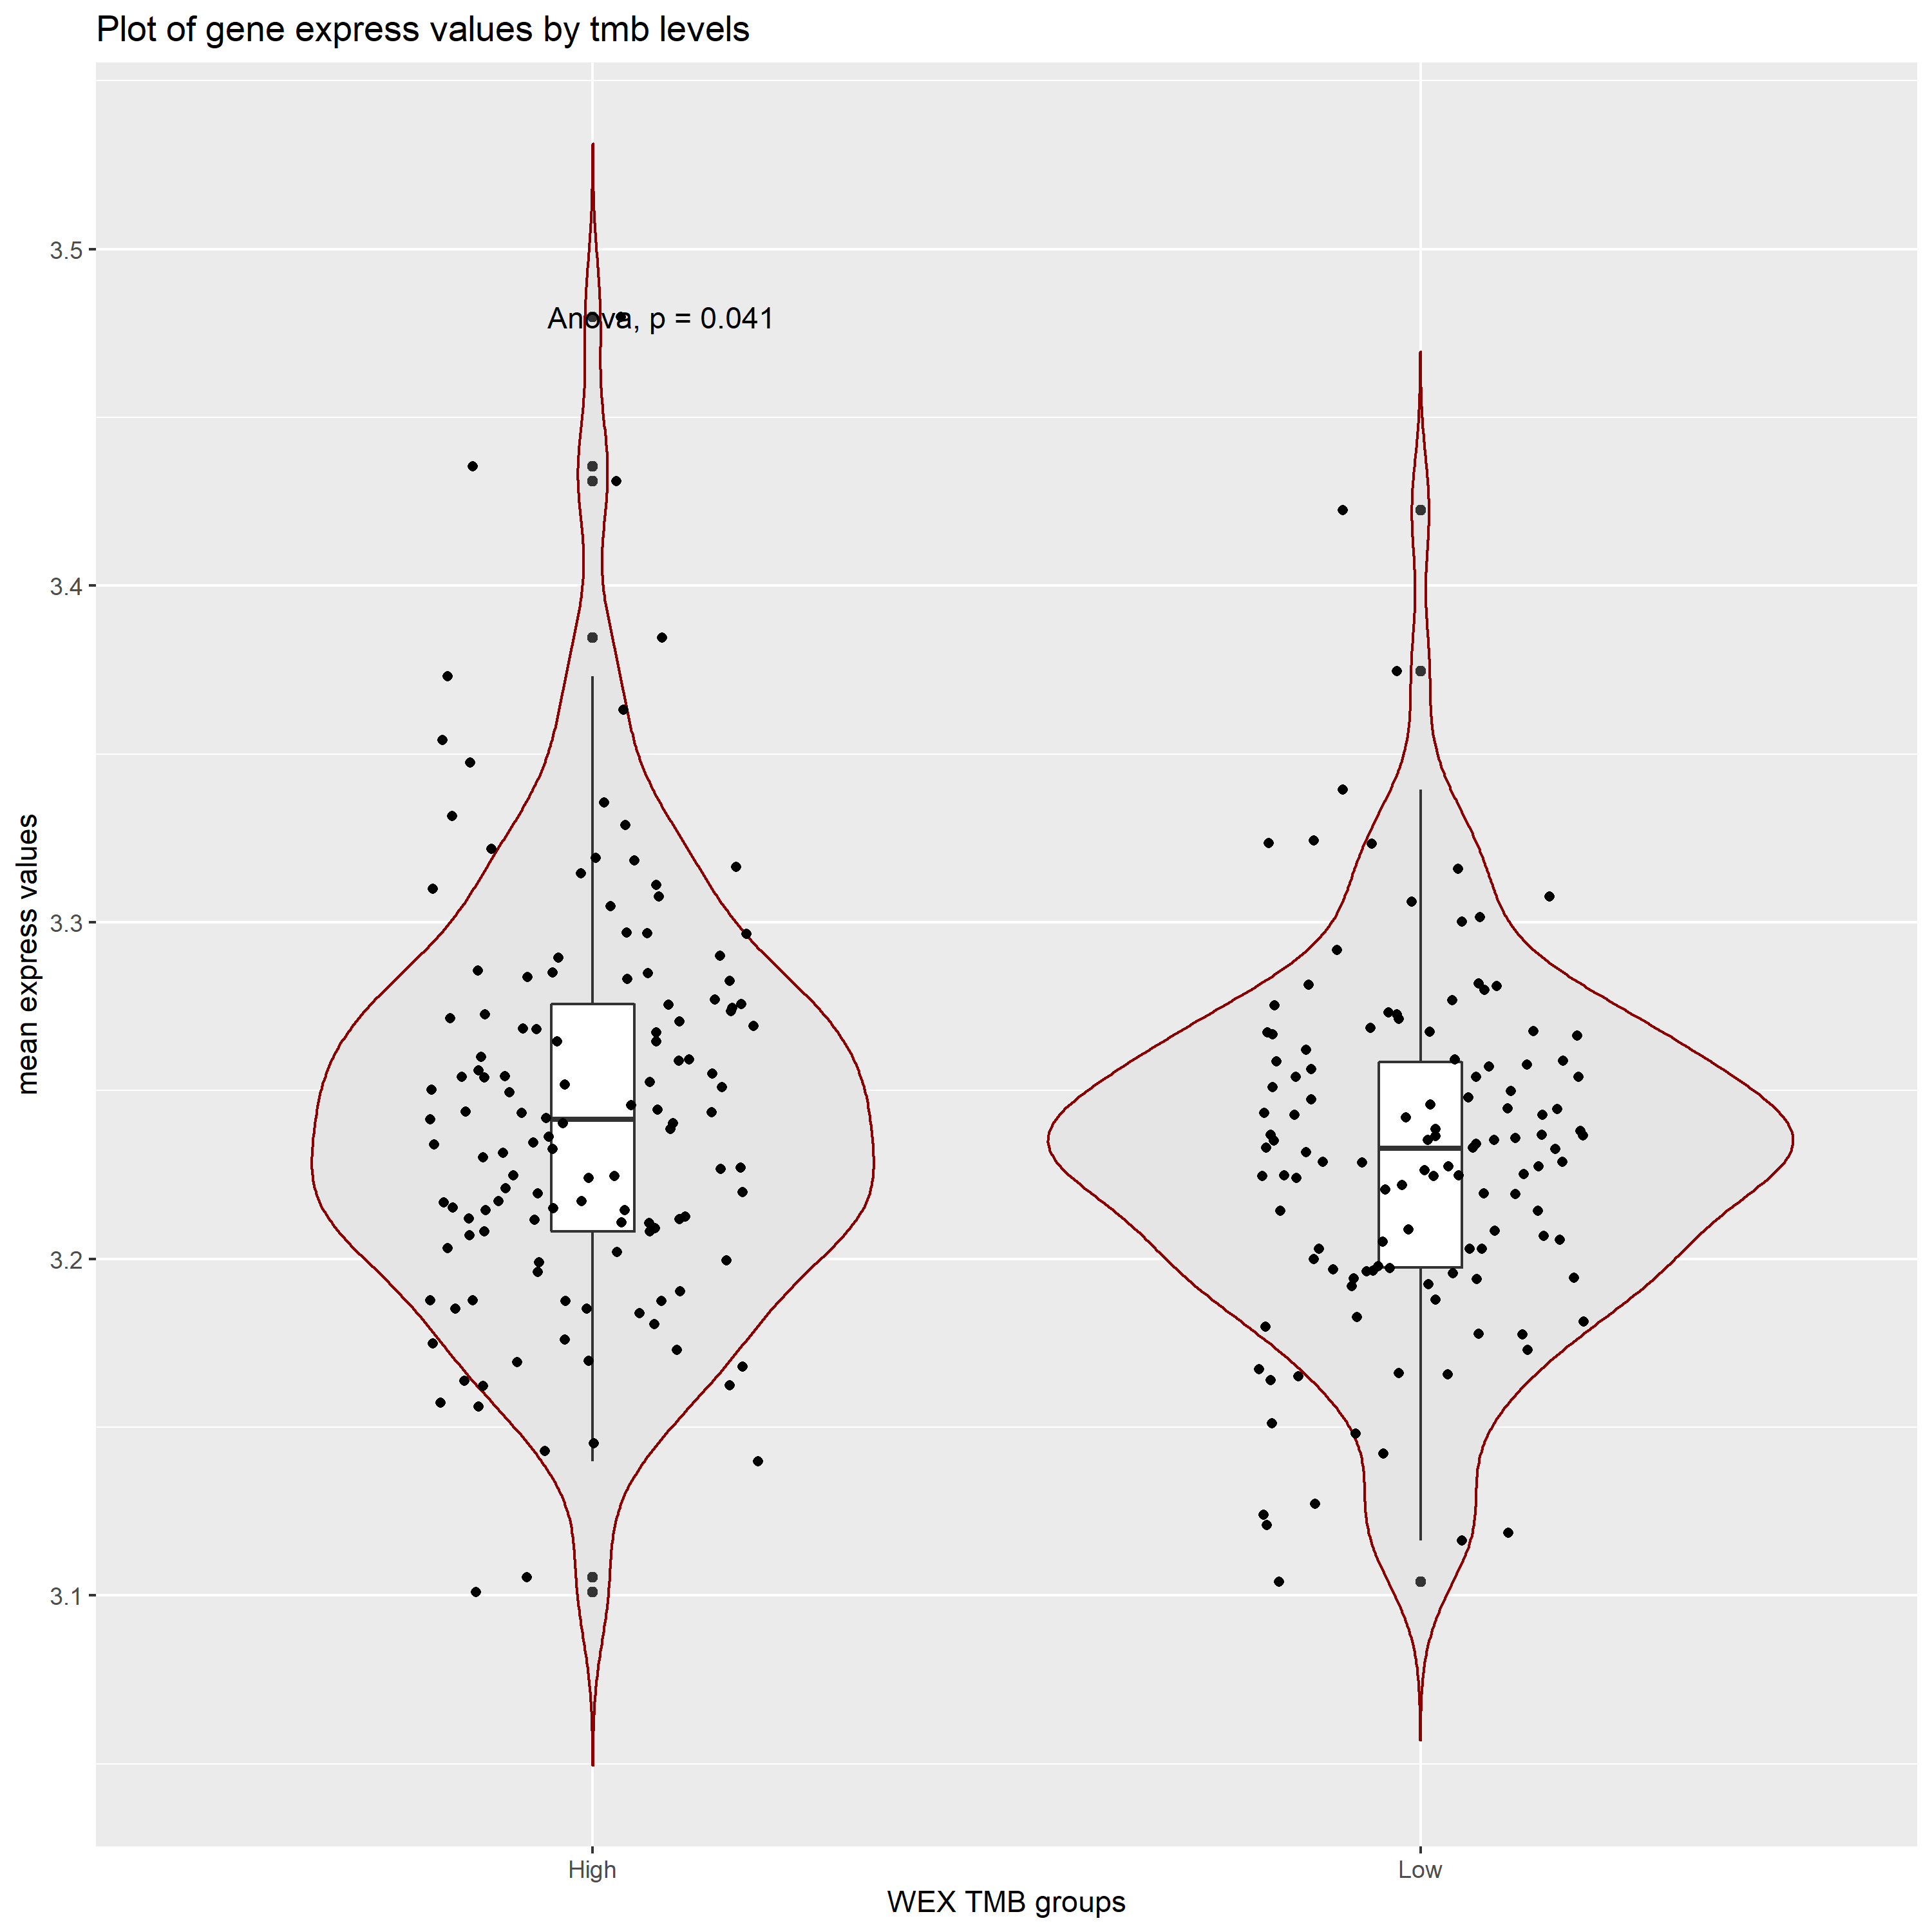 Plot of gene express values by tmb levels
3.5
Anova, p = 0.041
3.4
mean express values
3.3
3.2
3.1
High
Low
WEX TMB groups